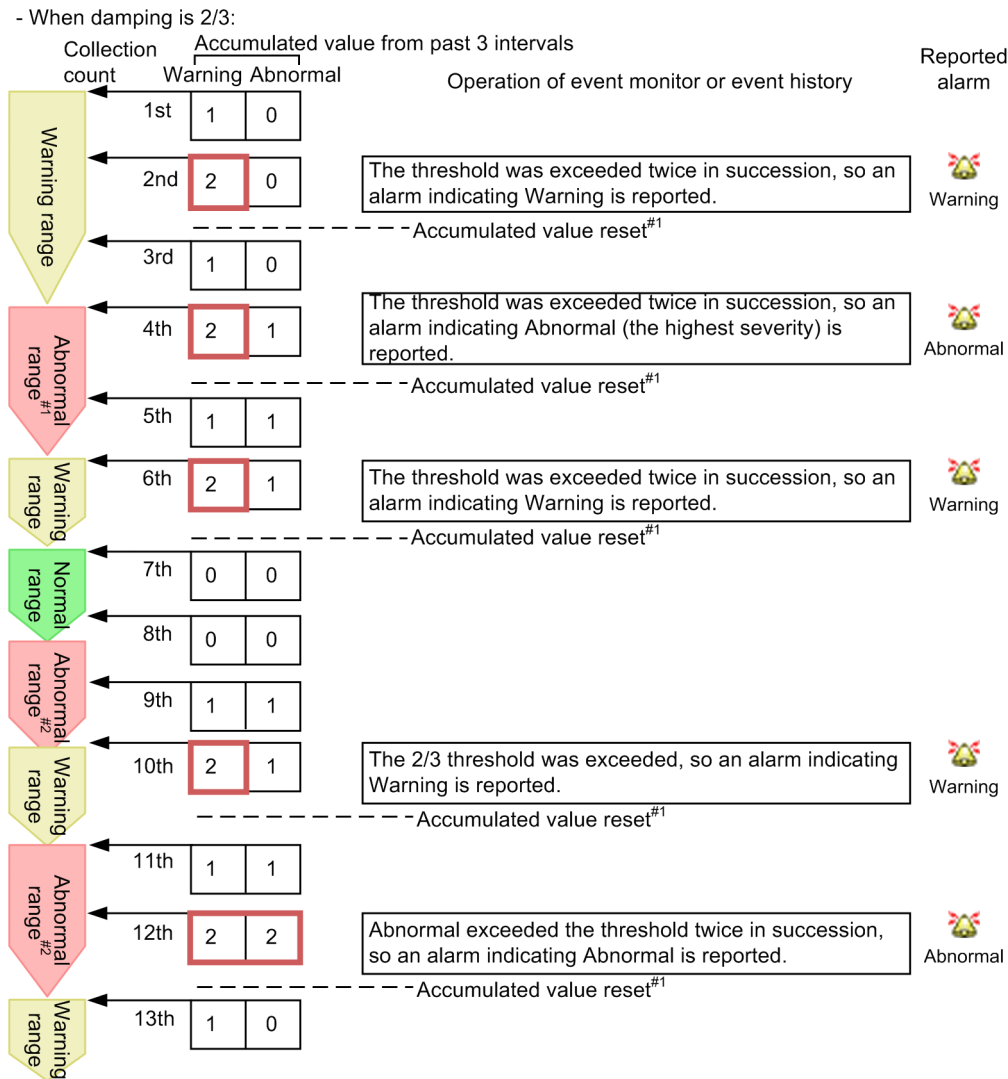 - When damping is 2/3:
Collection
count
Accumulated value from past 3 intervals
Warning Abnormal
Operation of event monitor or event history
Reported
alarm
Warning range
1st 1 0
2nd 2 0
The threshold was exceeded twice in succession, so an
alarm indicating Warning is reported.
Warning
Accumulated value reset#1
3rd 1 0
Abnormal
range#1
4th 2 1
The threshold was exceeded twice in succession, so an
alarm indicating Abnormal (the highest severity) is
reported.
Abnormal
Accumulated value reset#1
5th 1 1
Warning
range
6th 2 1
The threshold was exceeded twice in succession, so an
alarm indicating Warning is reported.
Warning
Accumulated value reset#1
Normal
range
7th 0 0
8th 0 0
Abnormal
range#2
9th 1 1
Warning
range
10th 2 1
The 2/3 threshold was exceeded, so an alarm indicating
Warning is reported.
Warning
Accumulated value reset#1
Abnormal
range#2
11th 1 1
12th 2 2
Abnormal exceeded the threshold twice in succession,
so an alarm indicating Abnormal is reported.
Abnormal
Accumulated value reset#1
Warning
range
13th 1 0